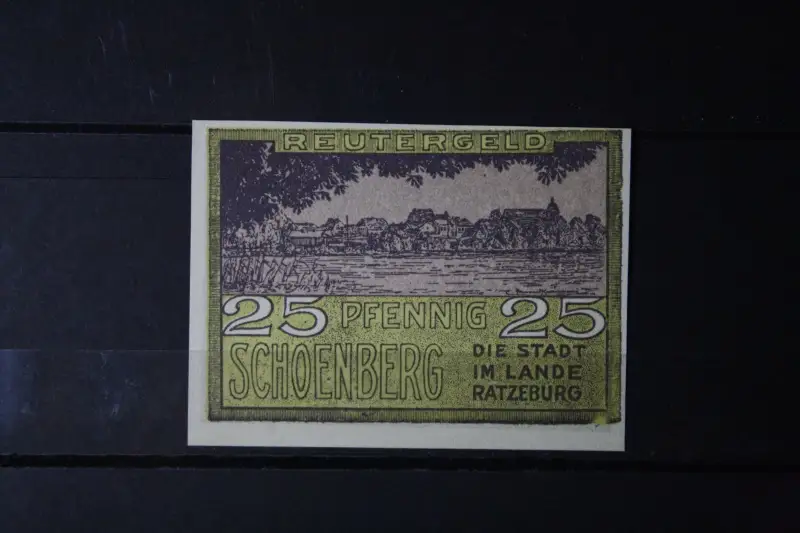 REUTERGELD
25 PFENNIG 25
SCHOENBERG
DIE STADT
IM LANDE
RATZEBURG